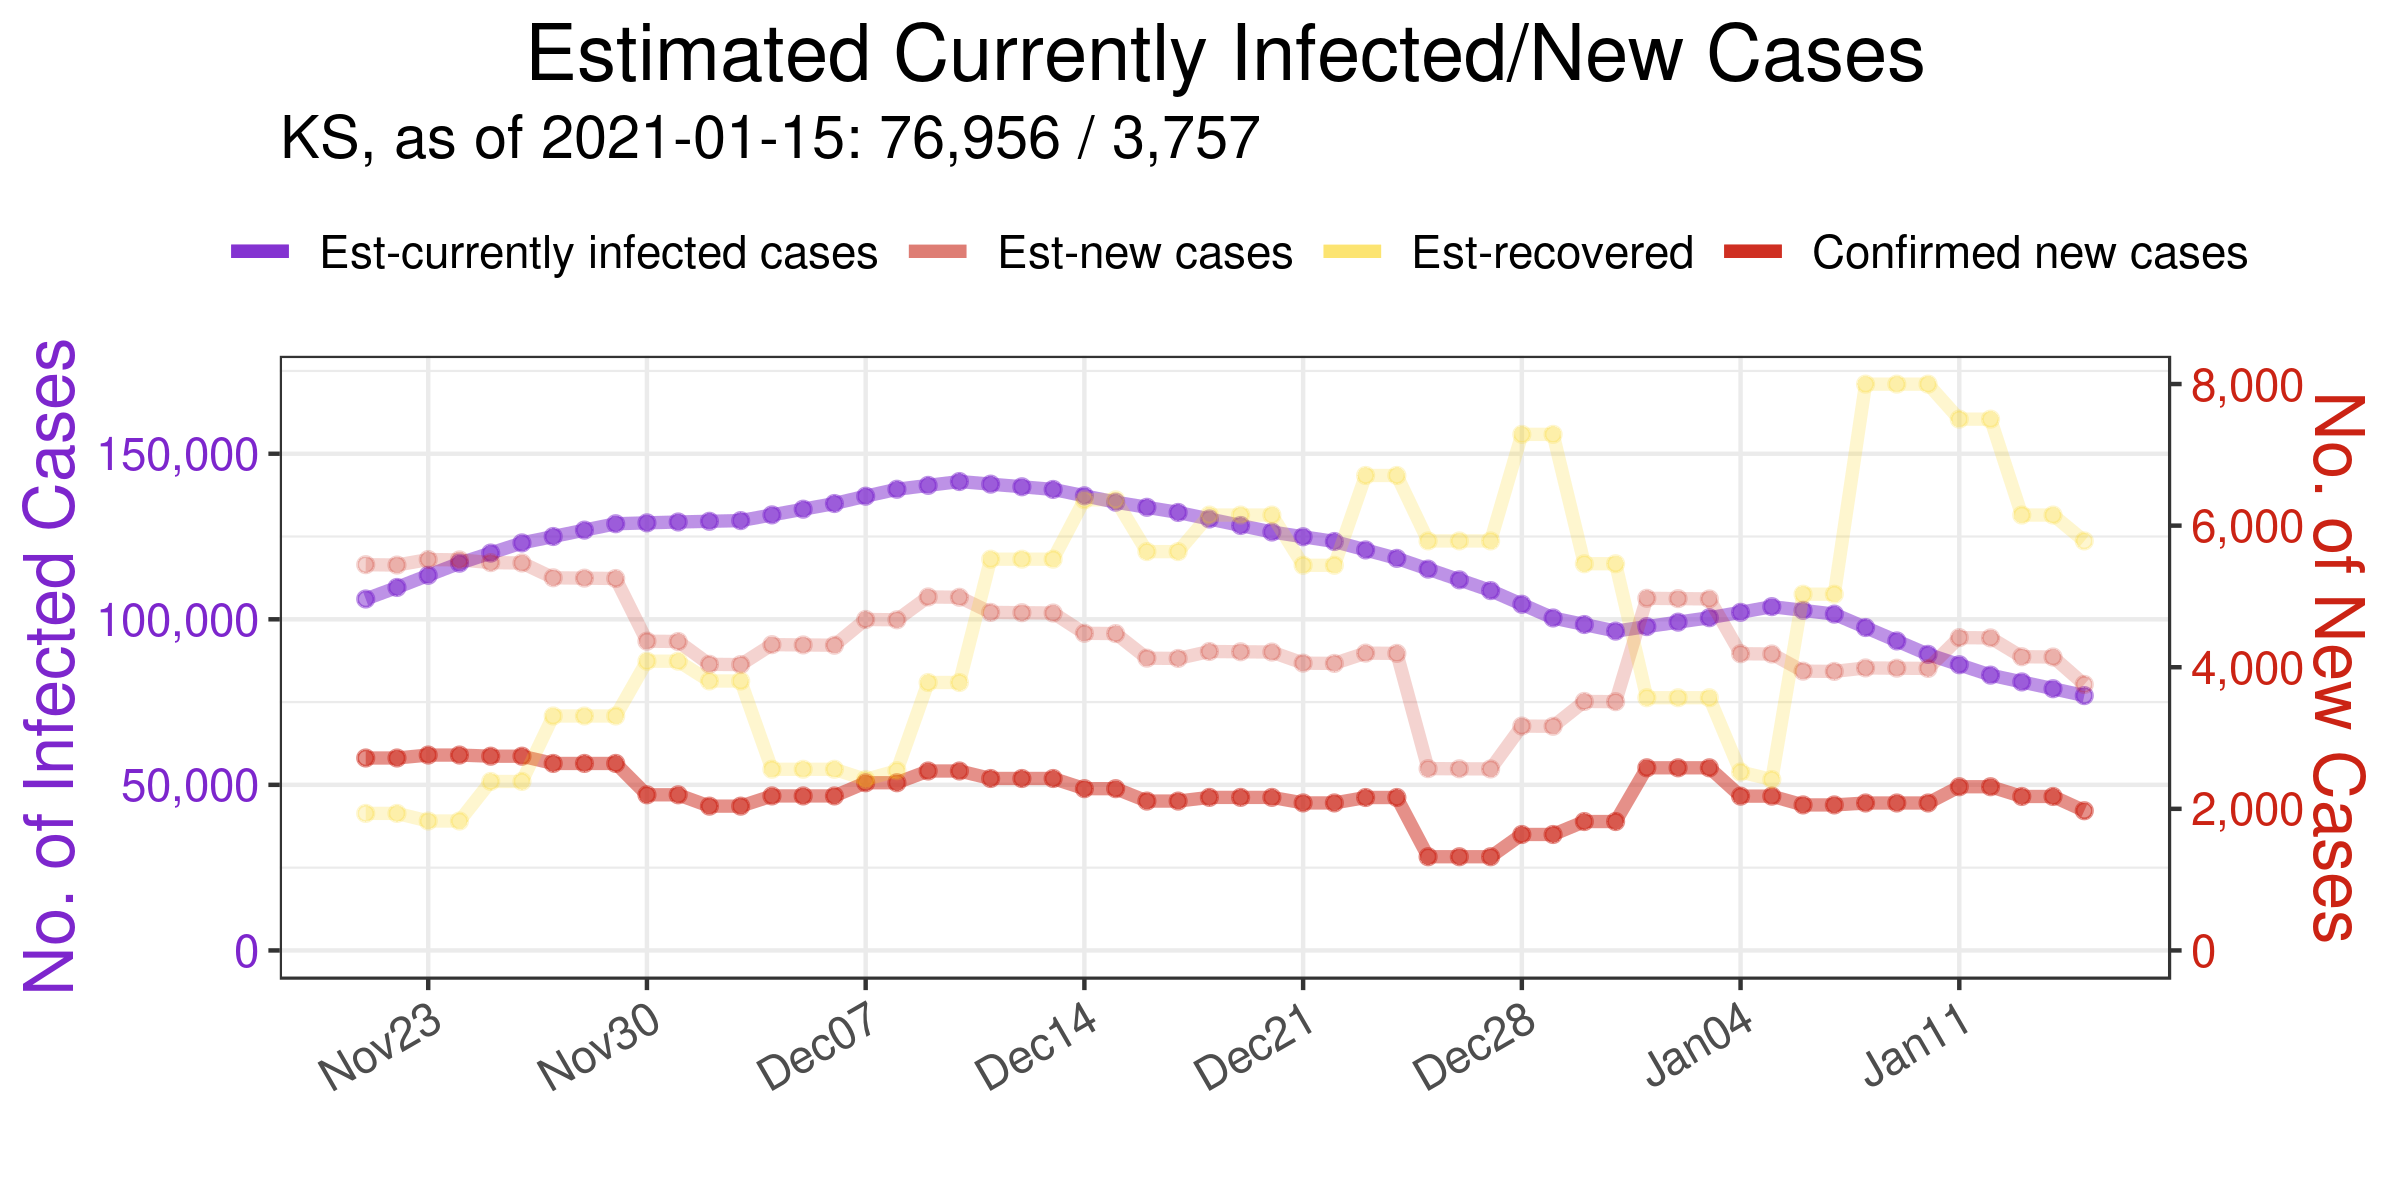 Estimated Currently Infected/New Cases
KS, as of 2021-01-15: 76,956 / 3,757
Est-currently infected cases Est-new cases Est-recovered Confirmed new cases
No. of Infected Cases
150,000
100,000
50,000
0
8,000
6,000
4,000
2,000
0
No. of New Cases
Nov23 Nov30 Dec07 Dec14 Dec21 Dec28 Jan04 Jan11